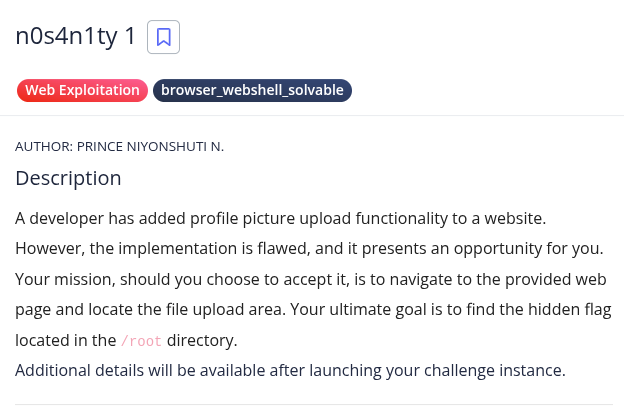 n0s4n1ty 1
Web Exploitation browser_webshell_solvable
AUTHOR: PRINCE NIYONSHUTI N.
Description
A developer has added profile picture upload functionality to a website.
However, the implementation is flawed, and it presents an opportunity for you.
Your mission, should you choose to accept it, is to navigate to the provided web
page and locate the file upload area. Your ultimate goal is to find the hidden flag
located in the /root directory.
Additional details will be available after launching your challenge instance.